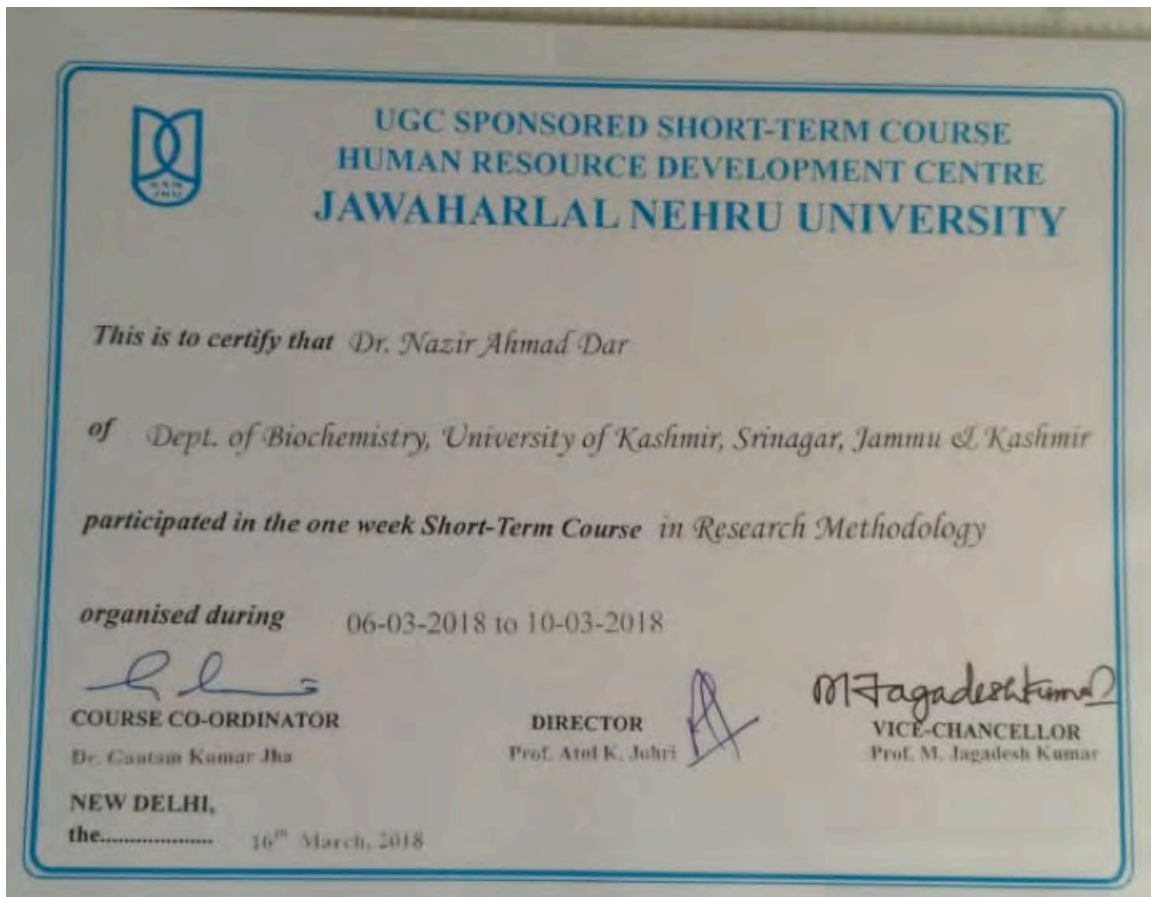 UGC SPONSORED SHORT-TERM COURSE
HUMAN RESOURCE DEVELOPMENT CENTRE
JAWAHARLAL NEHRU UNIVERSITY
This is to certify that Dr. Nazir Ahmad Dar
of Dept. of Biochemistry, University of Kashmir, Srinagar, Jammu & Kashmir
participated in the one week Short-Term Course in Research Methodology
organised during 06-03-2018 to 10-03-2018
MJagadeshkumar
COURSE CO-ORDINATOR DIRECTOR VICE-CHANCELLOR
Dr. Gautam Kumar Jha Prof. Atul K. Johri Prof. M. Jagadesh Kumar
NEW DELHI,
the.................... 16th March, 2018